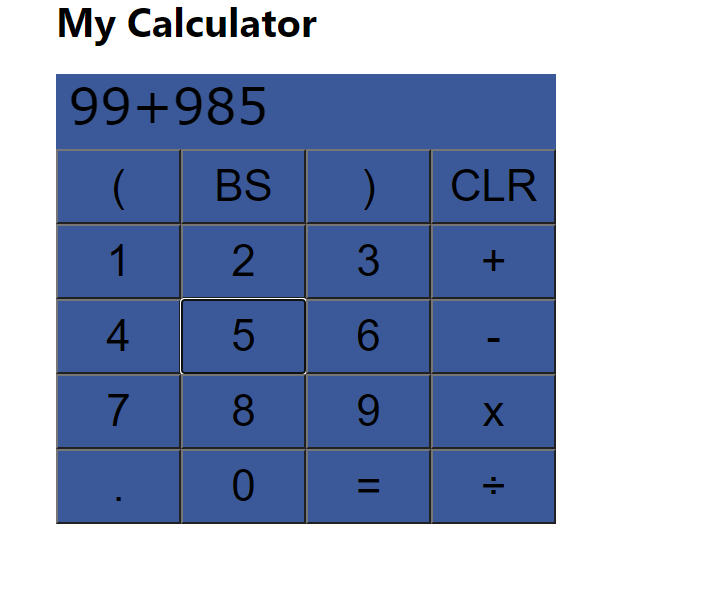 My Calculator
99+985
( BS ) CLR
1 2 3 +
4 5 6 -
7 8 9 x
. 0 = ÷